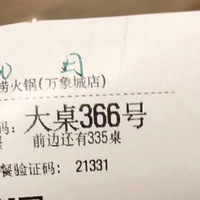 月
捞火锅(万象城店)
码: 大桌366号
前边还有335桌
餐验证码: 21331